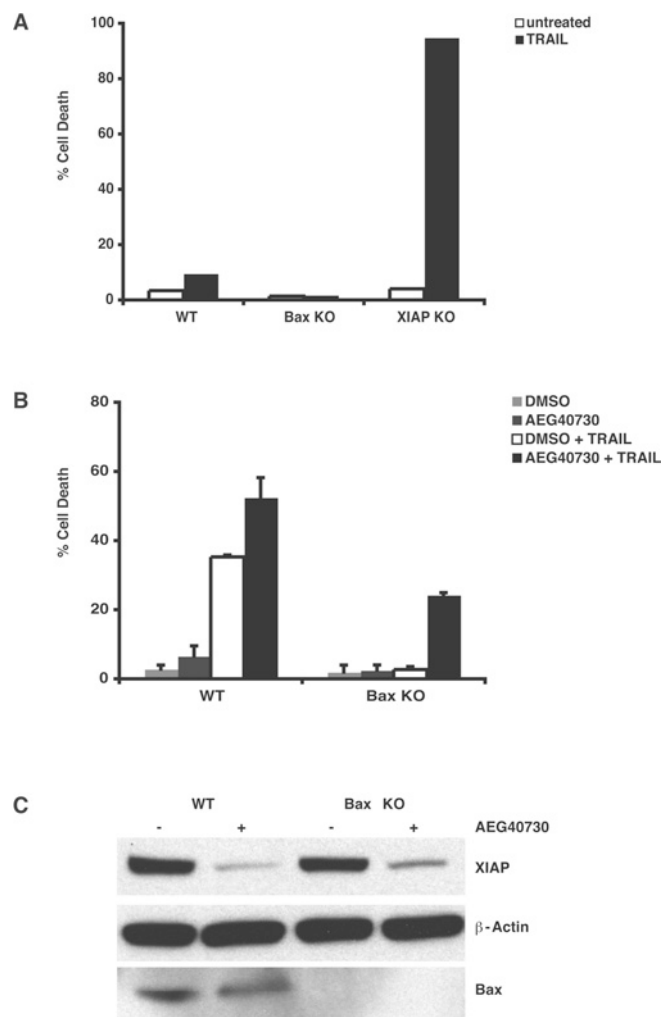 A
% Cell Death
100
80
60
40
20
0
WT
Bax KO
XIAP KO
untreated
TRAIL
B
% Cell Death
80
60
40
20
0
WT
Bax KO
DMSO
AEG40730
DMSO + TRAIL
AEG40730 + TRAIL
C
WT Bax KO
- + - + AEG40730
XIAP
β-Actin
Bax